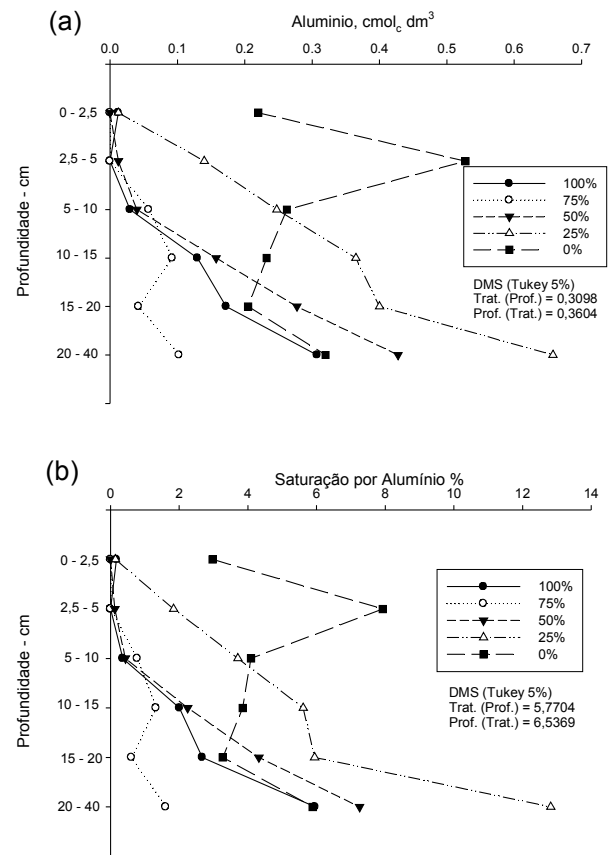 (a)
Aluminio, cmolc dm3
0.0 0.1 0.2 0.3 0.4 0.5 0.6 0.7
Profundidade - cm
0 - 2,5
2,5 - 5
5 - 10
10 - 15
15 - 20
20 - 40
100%
75%
50%
25%
0%
DMS (Tukey 5%)
Trat. (Prof.) = 0,3098
Prof. (Trat.) = 0,3604
(b)
Saturação por Alumínio %
0 2 4 6 8 10 12 14
Profundidade - cm
0 - 2,5
2,5 - 5
5 - 10
10 - 15
15 - 20
20 - 40
100%
75%
50%
25%
0%
DMS (Tukey 5%)
Trat. (Prof.) = 5,7704
Prof. (Trat.) = 6,5369